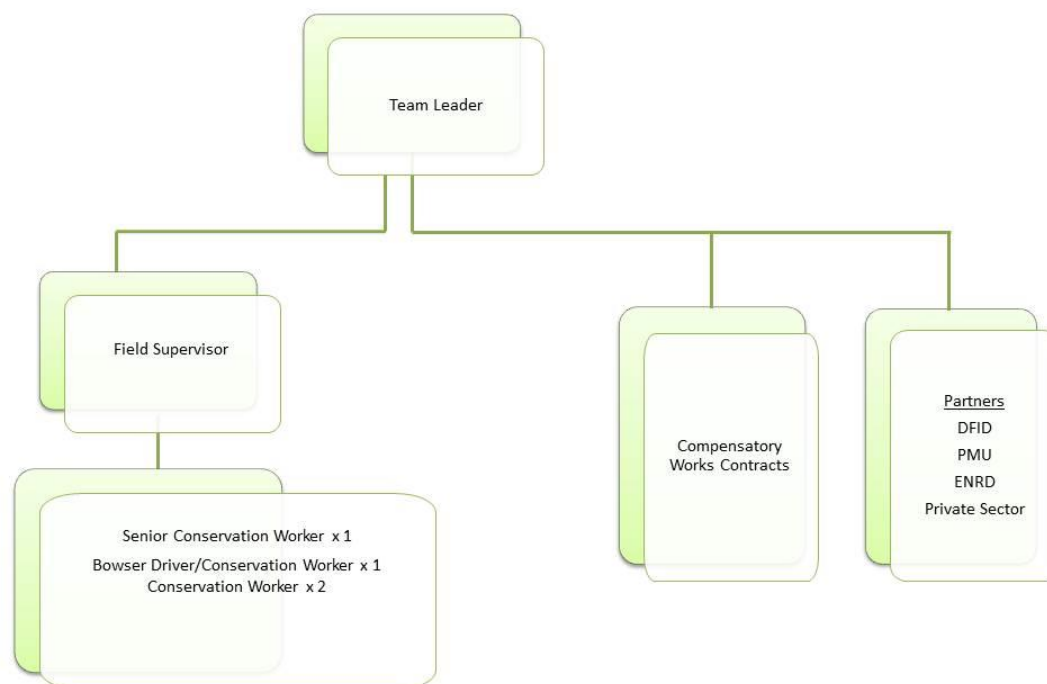 Team Leader
Field Supervisor
Senior Conservation Worker x 1
Bowser Driver/Conservation Worker x 1
Conservation Worker x 2
Compensatory
Works Contracts
Partners
DFID
PMU
ENRD
Private Sector